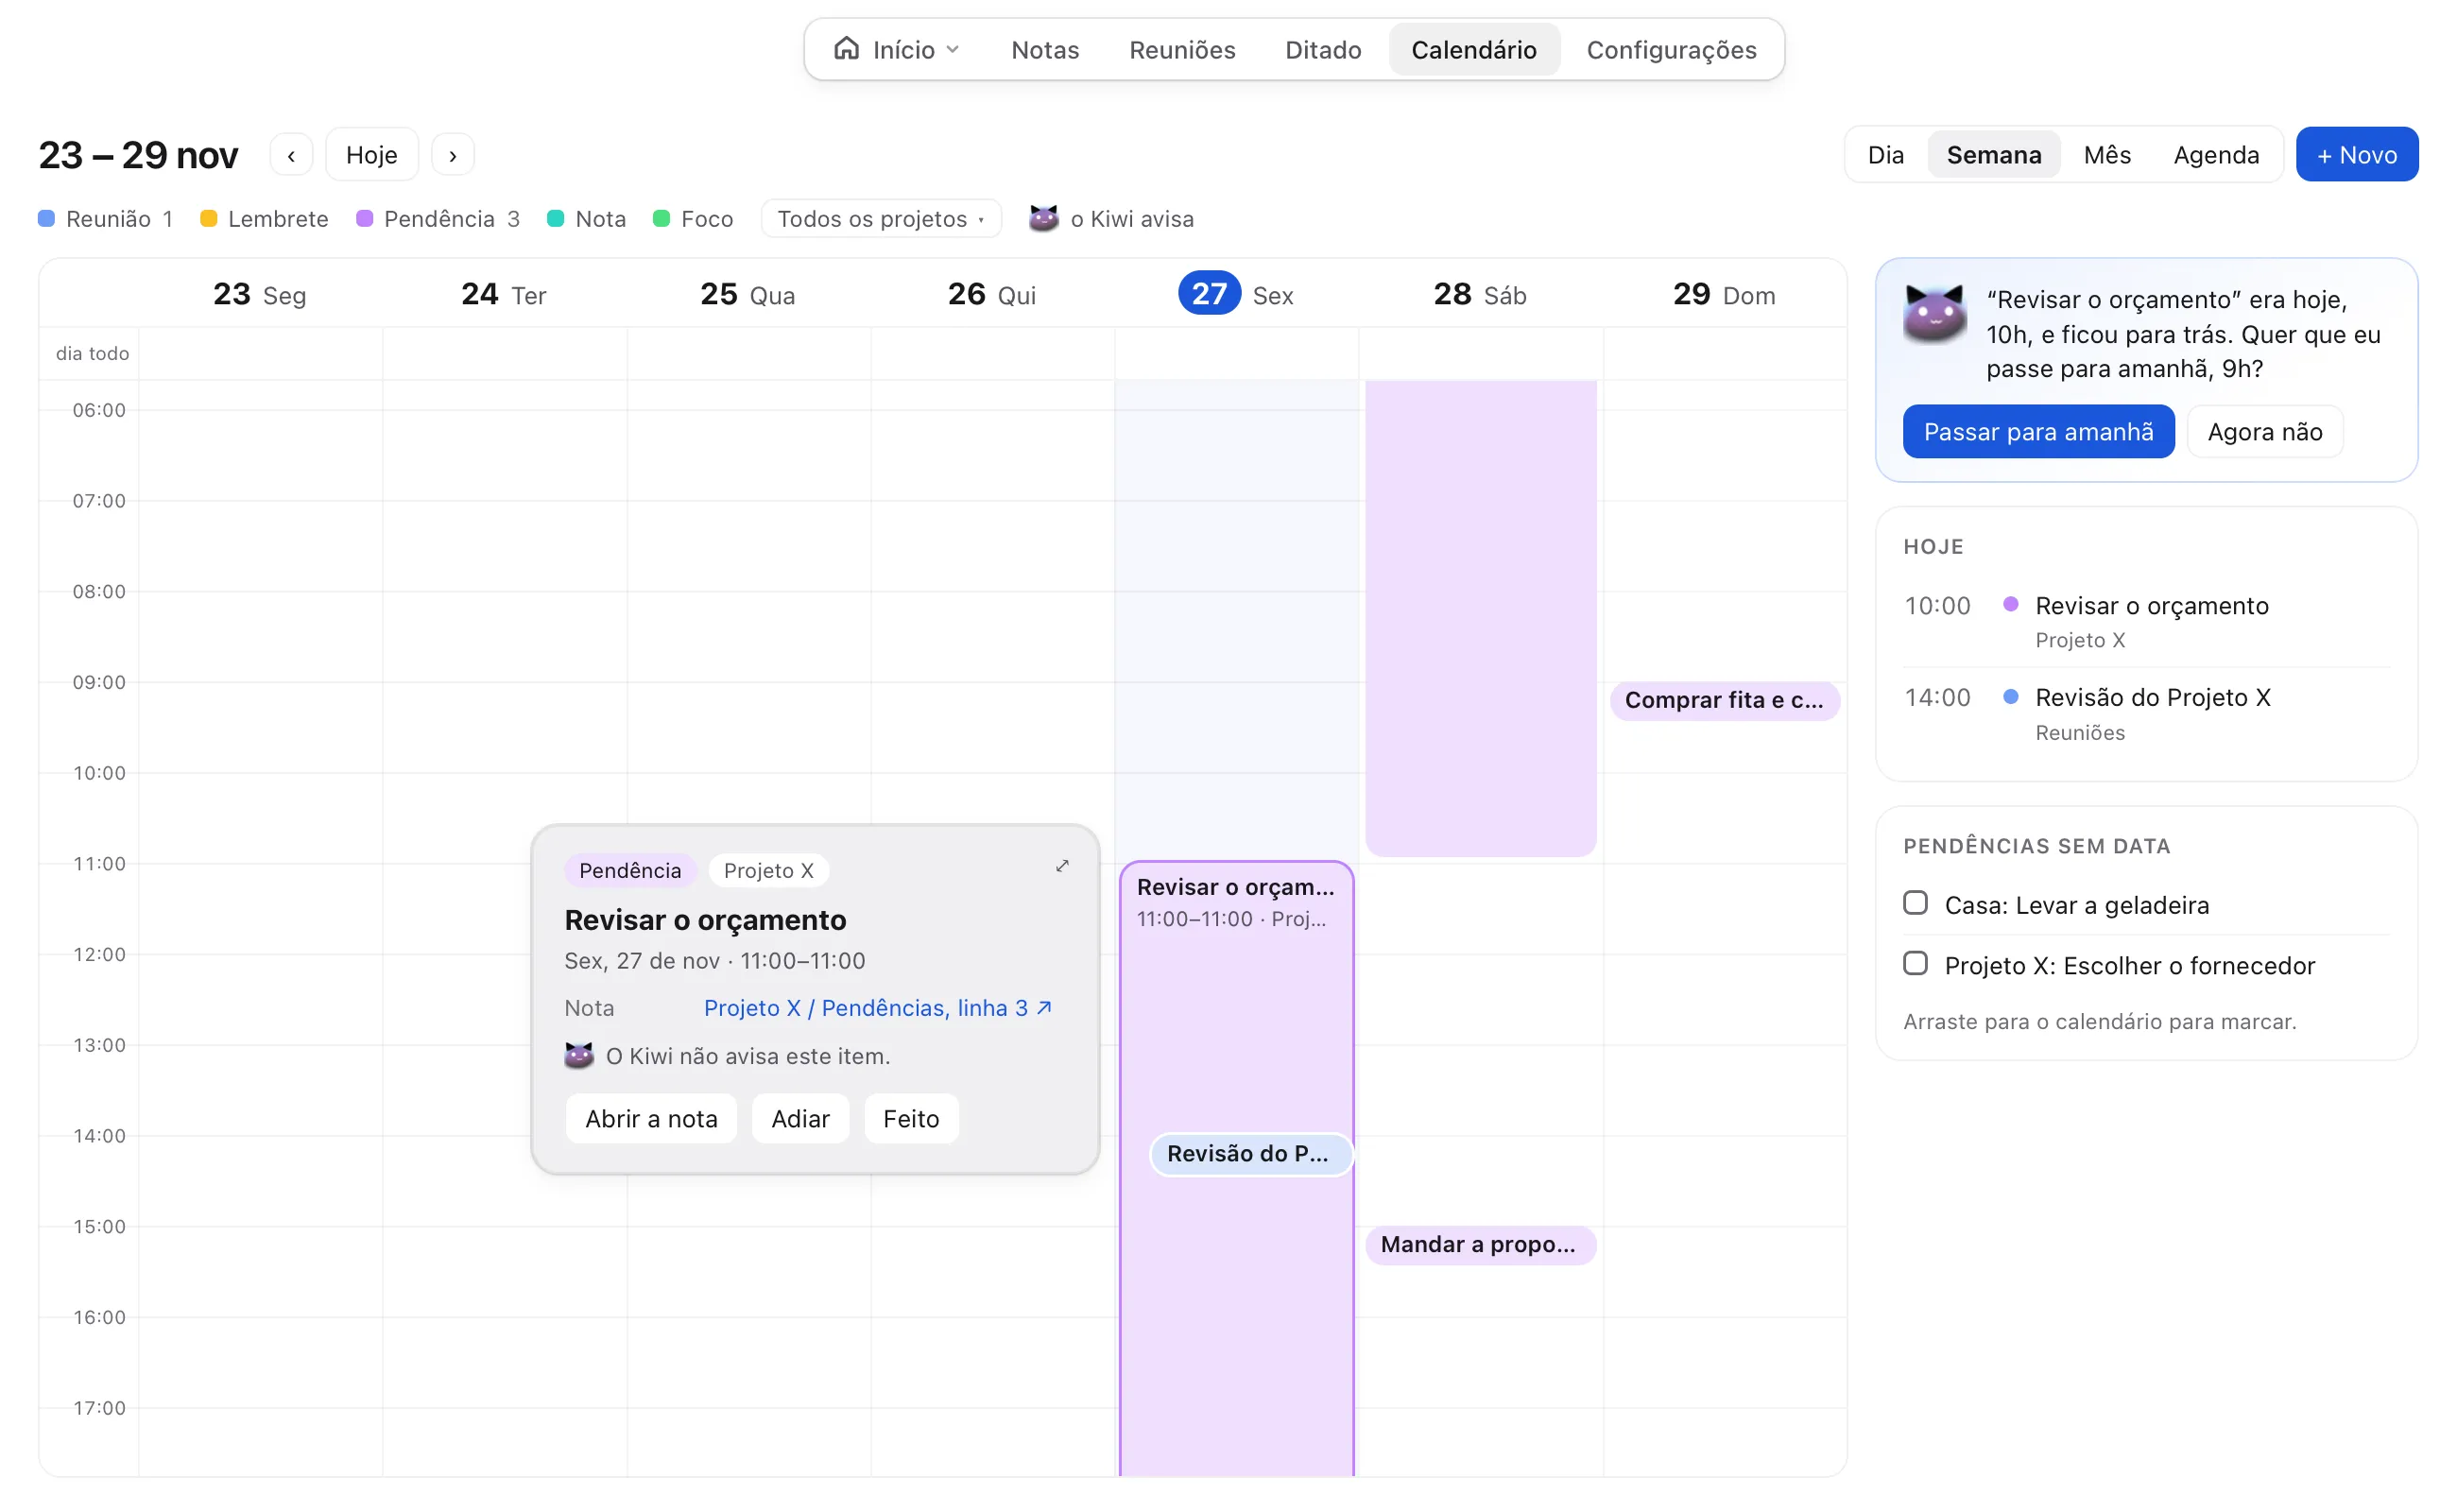 Início
Notas
Reuniões
Ditado
Calendário
Configurações
23 – 29 nov
‹
Hoje
›
Dia
Semana
Mês
Agenda
+ Novo
Reunião 1
Lembrete
Pendência 3
Nota
Foco
Todos os projetos
o Kiwi avisa
23 Seg
24 Ter
25 Qua
26 Qui
27 Sex
28 Sáb
29 Dom
dia todo
06:00
07:00
08:00
09:00
10:00
11:00
12:00
13:00
14:00
15:00
16:00
17:00
Comprar fita e c...
Revisar o orçam...
11:00–11:00 · Proj...
Revisão do P...
Mandar a propo...
Pendência
Projeto X
Revisar o orçamento
Sex, 27 de nov · 11:00–11:00
Nota
Projeto X / Pendências, linha 3 ↗
O Kiwi não avisa este item.
Abrir a nota
Adiar
Feito
“Revisar o orçamento” era hoje,
10h, e ficou para trás. Quer que eu
passe para amanhã, 9h?
Passar para amanhã
Agora não
HOJE
10:00
Revisar o orçamento
Projeto X
14:00
Revisão do Projeto X
Reuniões
PENDÊNCIAS SEM DATA
Casa: Levar a geladeira
Projeto X: Escolher o fornecedor
Arraste para o calendário para marcar.